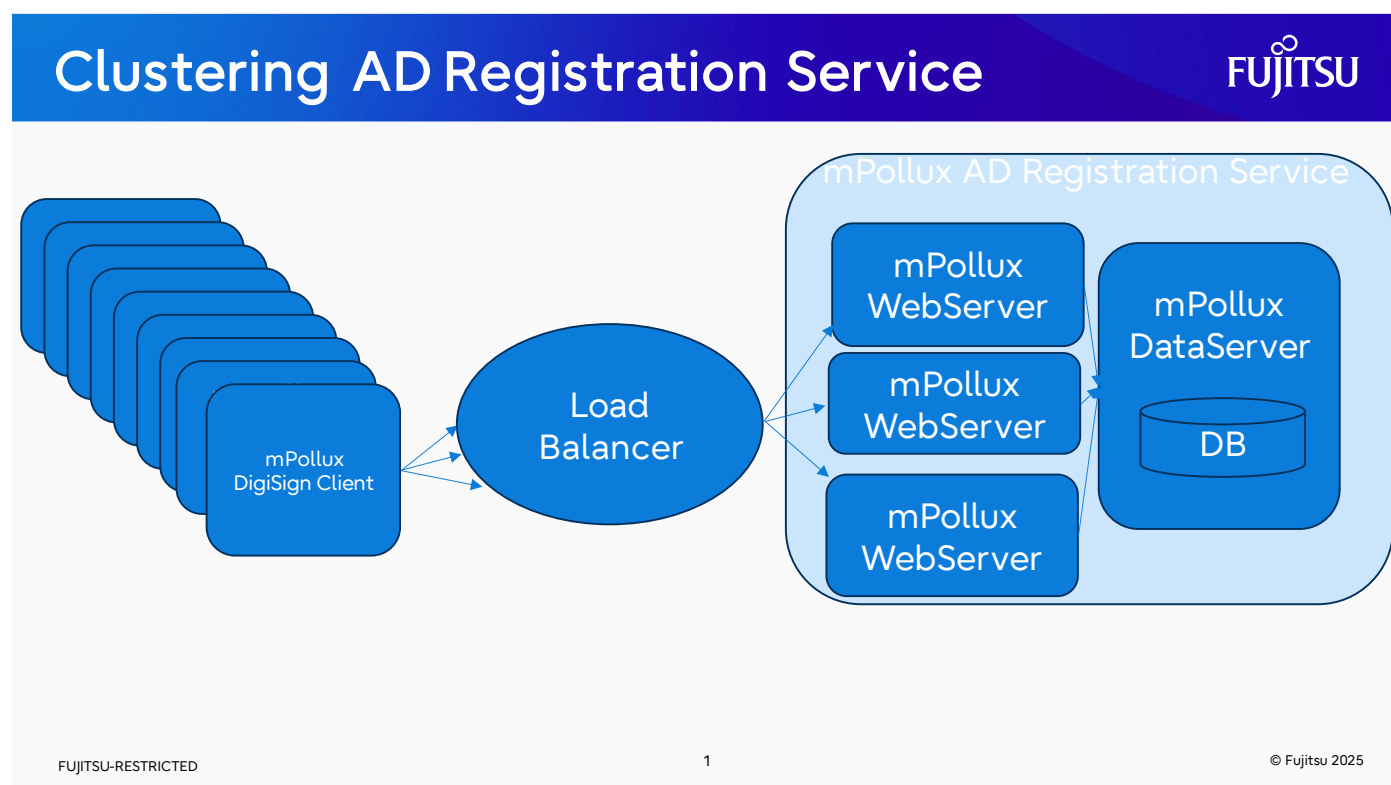 Clustering AD Registration Service
FUJITSU
mPollux AD Registration Service
mPollux
WebServer
mPollux
DataServer
mPollux
WebServer
Load
Balancer
DB
mPollux
DigiSign Client
mPollux
WebServer
FUJITSU-RESTRICTED
1
© Fujitsu 2025